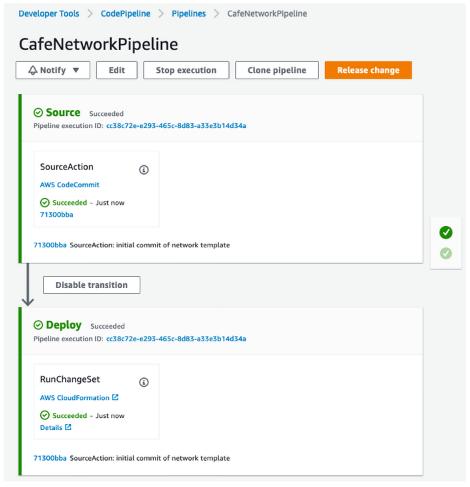 Developer Tools > CodePipeline > Pipelines > CafeNetworkPipeline
CafeNetworkPipeline
Notify ▼ Edit Stop execution Clone pipeline Release change
Source Succeeded
Pipeline execution ID: cc38c72e-e293-465c-8d83-a33e3b14d34a
SourceAction
AWS CodeCommit
Succeeded - Just now
71300bba
71300bba SourceAction: initial commit of network template
Disable transition
Deploy Succeeded
Pipeline execution ID: cc38c72e-e293-465c-8d83-a33e3b14d34a
RunChangeSet
AWS CloudFormation
Succeeded - Just now
Details
71300bba SourceAction: initial commit of network template